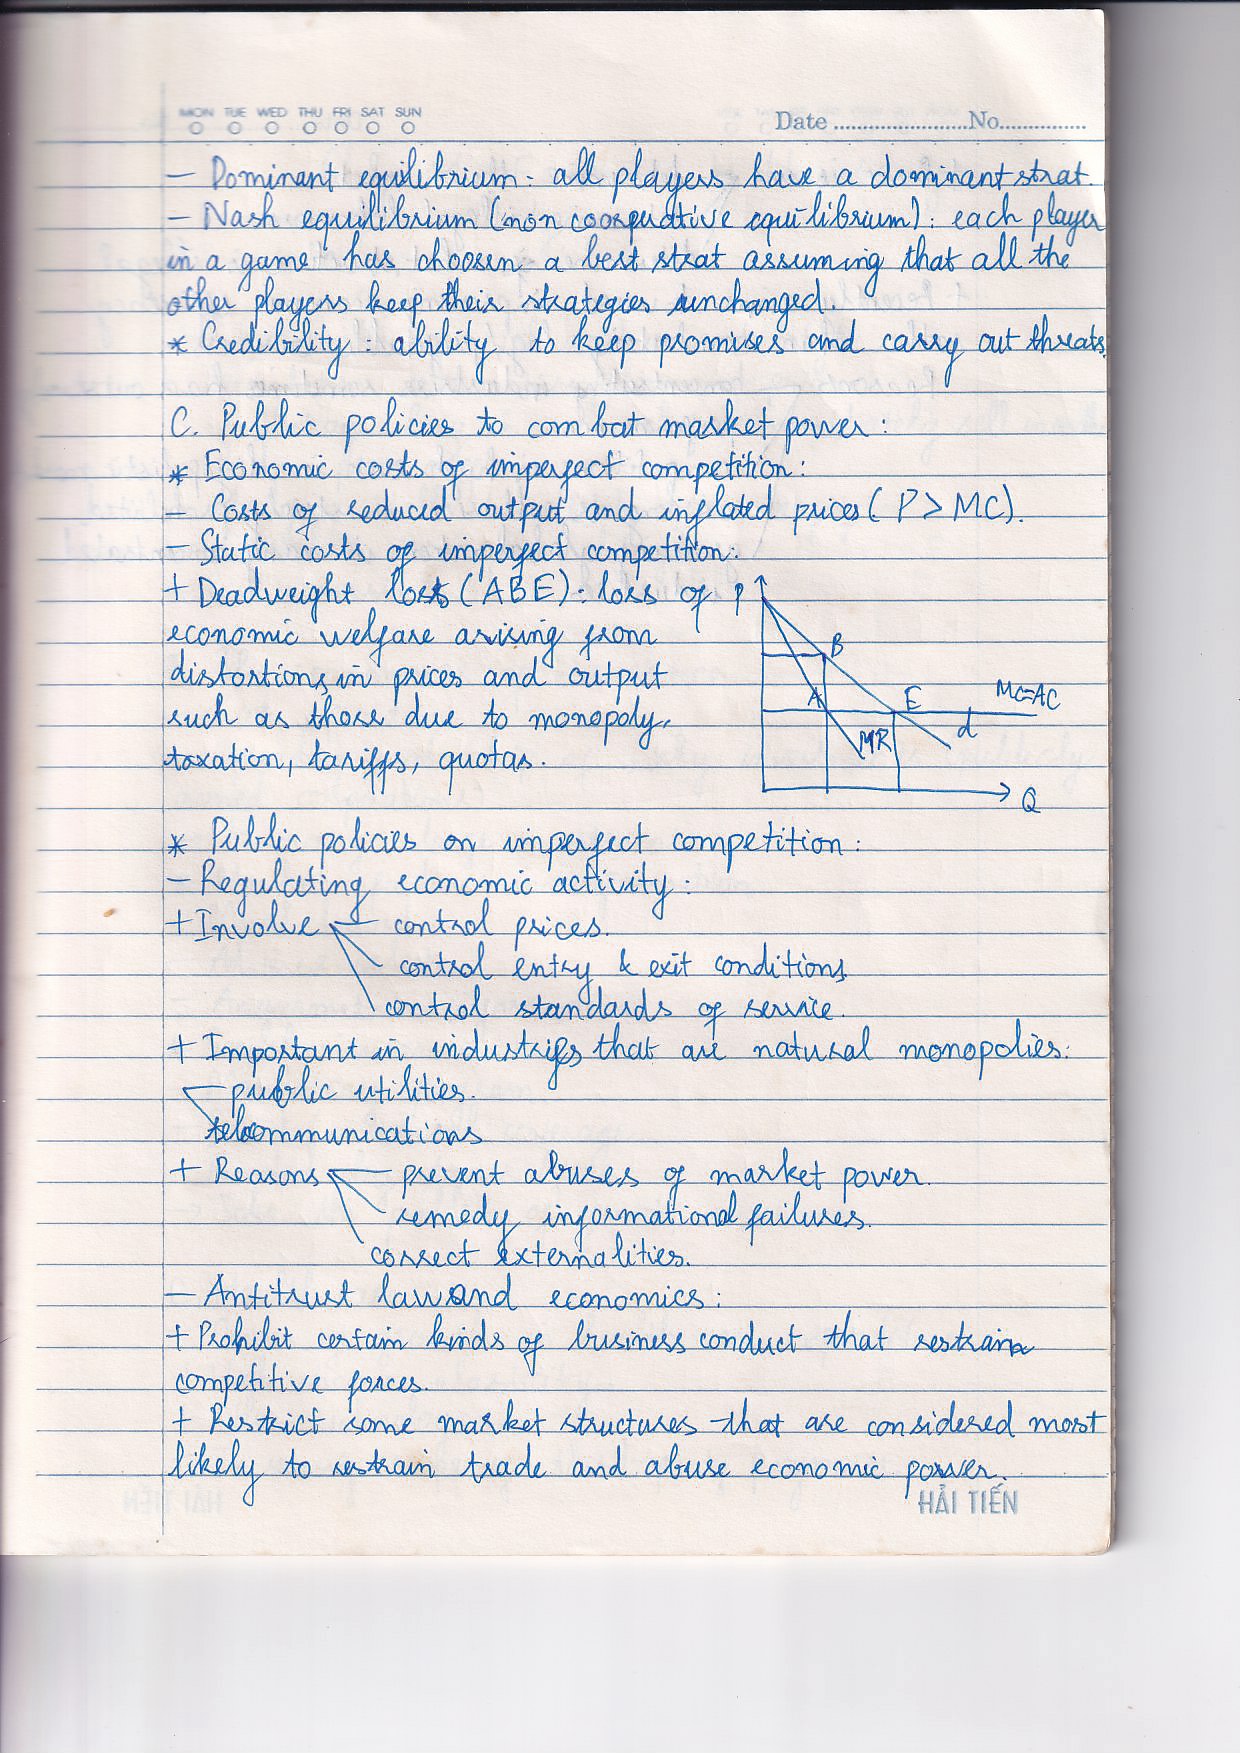 MON TUE WED THU FRI SAT SUN
Date ........................No................
— Dominant equilibrium: all players have a dominant strat.
— Nash equilibrium (non coorpudtive equilibrium): each player
in a game has choosen a best strat assuming that all the
other players keep their strategies unchanged.
* Credibility: ability to keep promises and carry out threats.
C. Public policies to combat market power:
* Economic costs of imperfect competition:
— Costs of reduced output and inflated prices (P > MC).
— Static costs of imperfect competition:
+ Deadweight loss (ABE): loss of
economic welfare arising from
distortions in prices and output
such as those due to monopoly,
taxation, tariffs, quotas.
P
B
A
E
MC=AC
d
MR
Q
* Public policies on imperfect competition:
— Regulating economic activity:
+ Involve — control prices.
control entry & exit conditions
control standards of service.
+ Important in industries that are natural monopolies:
public utilities.
telecommunications
+ Reasons — prevent abuses of market power.
remedy informational failures.
correct externalities.
— Antitrust law and economics:
+ Prohibit certain kinds of business conduct that restrain
competitive forces.
+ Restrict some market structures that are considered most
likely to restrain trade and abuse economic power.
HẢI TIẾN